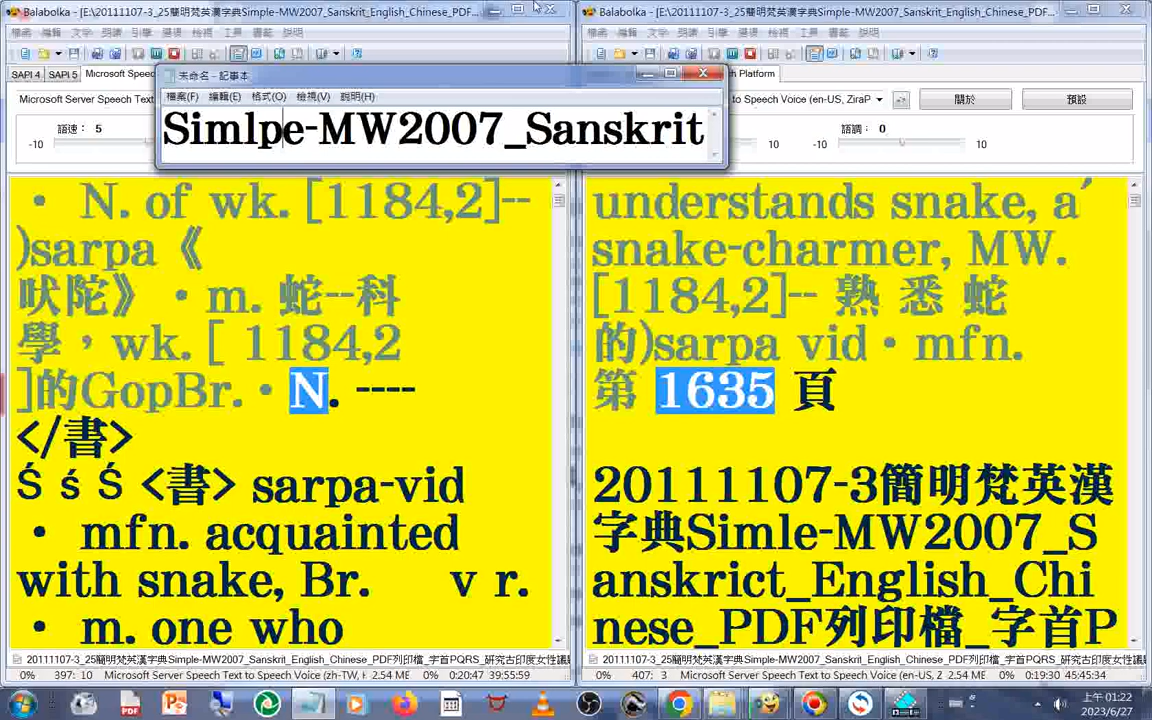 Balabolka - [E:\20111107-3_25簡明梵英漢字典Simple-MW2007_Sanskrit_English_Chinese_PDF...
Balabolka - [E:\20111107-3_25簡明梵英漢字典Simple-MW2007_Sanskrit_English_Chinese_PDF...
SAPI 4
SAPI 5
Microsoft Spee
未命名 - 記事本
Platform
檔案(F) 編輯(E) 格式(O) 檢視(V) 說明(H)
Simlpe-MW2007_Sanskrit
Microsoft Server Speech Text
to Speech Voice (en-US, ZiraP
關於
預設
語速： 5
語調： 0
-10
10
-10
10
• N. of wk. [1184,2]--
)sarpa《
吠陀》 • m. 蛇--科
學，wk. [ 1184,2
]的GopBr. • N. ----
</書>
Ś ś Ś <書> sarpa-vid
• mfn. acquainted
with snake, Br. v r.
• m. one who
understands snake, a´
snake-charmer, MW.
[1184,2]-- 熟 悉 蛇
的)sarpa vid • mfn.
第 1635 頁
20111107-3簡明梵英漢
字典Simle-MW2007_S
anskrict_English_Chi
nese_PDF列印檔_字首P
20111107-3_25簡明梵英漢字典Simple-MW2007_Sanskrit_English_Chinese_PDF列印檔_字首PQRS_研究古印度女性議
20111107-3_25簡明梵英漢字典Simple-MW2007_Sanskrit_English_Chinese_PDF列印檔_字首PQRS_研究古印度女性議
0% 397: 10 Microsoft Server Speech Text to Speech Voice (zh-TW, H 2.54 ME 0% 0:20:47 39:55:59
0% 407: 3 Microsoft Server Speech Text to Speech Voice (en-US, Z 2.54 ME 0% 0:19:30 45:45:34
上午 01:22
2023/6/27